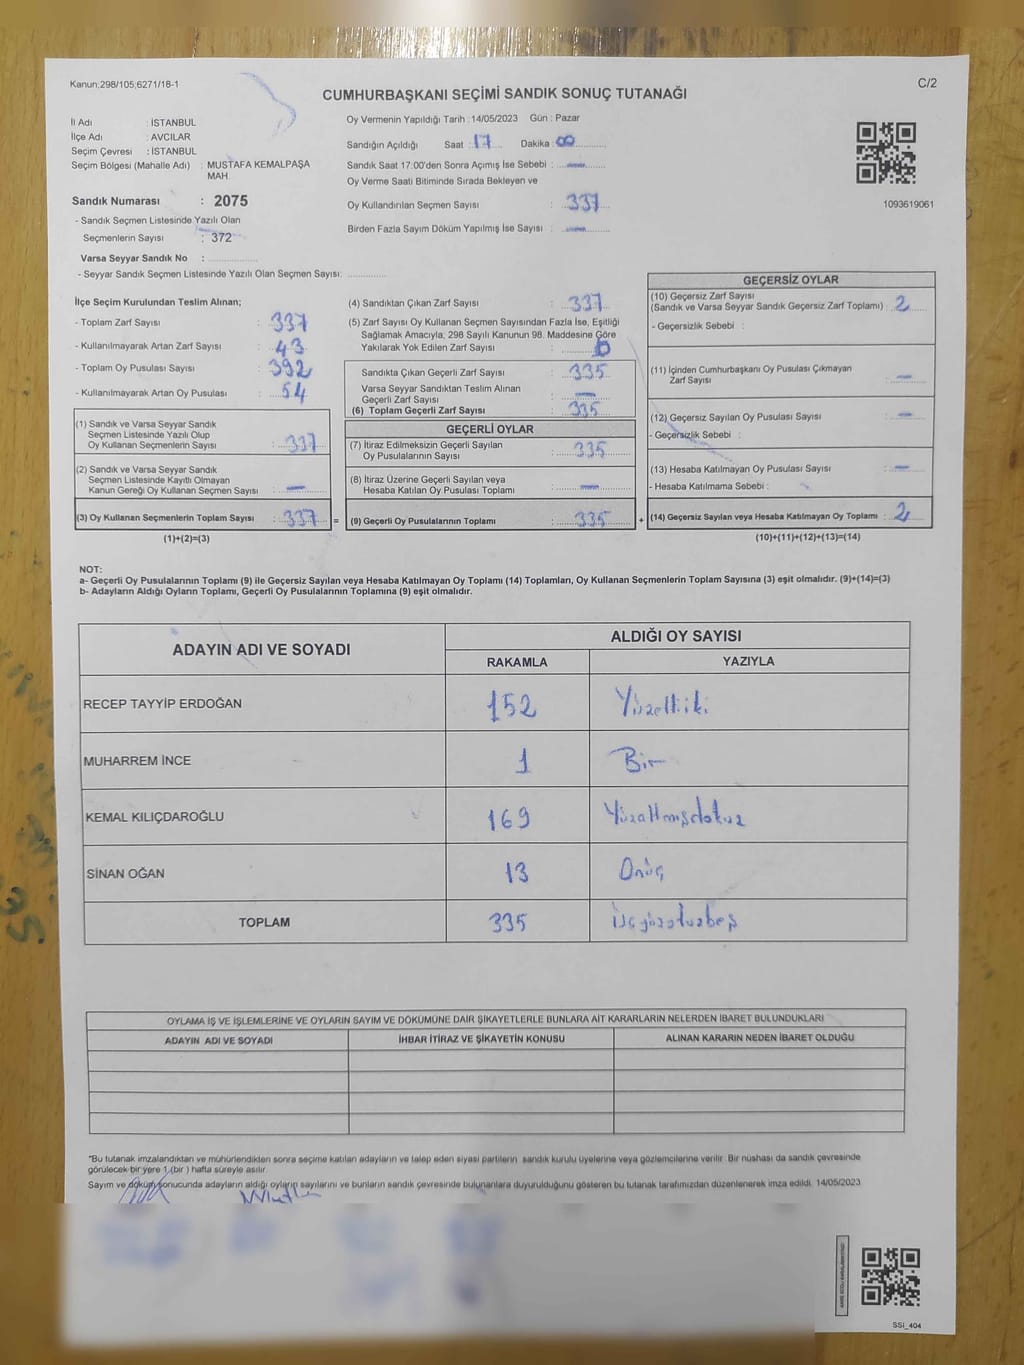 Kanun:298/105;6271/18-1
C/2
CUMHURBAŞKANI SEÇİMİ SANDIK SONUÇ TUTANAĞI
İl Adı : İSTANBUL
İlçe Adı : AVCILAR
Seçim Çevresi : İSTANBUL
Seçim Bölgesi (Mahalle Adı) : MUSTAFA KEMALPAŞA MAH.
Sandık Numarası : 2075
- Sandık Seçmen Listesinde Yazılı Olan
Seçmenlerin Sayısı : 372
Varsa Seyyar Sandık No :
- Seyyar Sandık Seçmen Listesinde Yazılı Olan Seçmen Sayısı:
Oy Vermenin Yapıldığı Tarih :14/05/2023 Gün : Pazar
Sandığın Açıldığı Saat : 17 Dakika : 00
Sandık Saat 17:00'den Sonra Açımış İse Sebebi : —
Oy Verme Saati Bitiminde Sırada Bekleyen ve
Oy Kullandırılan Seçmen Sayısı : 337
Birden Fazla Sayım Döküm Yapılmış İse Sayısı : —
1093619061
İlçe Seçim Kurulundan Teslim Alınan;
- Toplam Zarf Sayısı : 337
- Kullanılmayarak Artan Zarf Sayısı : 43
- Toplam Oy Pusulası Sayısı : 392
- Kullanılmayarak Artan Oy Pusulası : 54
(1) Sandık ve Varsa Seyyar Sandık
Seçmen Listesinde Yazılı Olup
Oy Kullanan Seçmenlerin Sayısı : 337
(2) Sandık ve Varsa Seyyar Sandık
Seçmen Listesinde Kayıtlı Olmayan
Kanun Gereği Oy Kullanan Seçmen Sayısı : —
(3) Oy Kullanan Seçmenlerin Toplam Sayısı : 337 =
(1)+(2)=(3)
(4) Sandıktan Çıkan Zarf Sayısı : 337
(5) Zarf Sayısı Oy Kullanan Seçmen Sayısından Fazla İse, Eşitliği
Sağlamak Amacıyla; 298 Sayılı Kanunun 98. Maddesine Göre
Yakılarak Yok Edilen Zarf Sayısı : 0
Sandıkta Çıkan Geçerli Zarf Sayısı : 335
Varsa Seyyar Sandıktan Teslim Alınan
Geçerli Zarf Sayısı : —
(6) Toplam Geçerli Zarf Sayısı : 335
GEÇERLİ OYLAR
(7) İtiraz Edilmeksizin Geçerli Sayılan
Oy Pusulalarının Sayısı : 335
(8) İtiraz Üzerine Geçerli Sayılan veya
Hesaba Katılan Oy Pusulası Toplamı : —
(9) Geçerli Oy Pusulalarının Toplamı : 335 +
GEÇERSİZ OYLAR
(10) Geçersiz Zarf Sayısı
(Sandık ve Varsa Seyyar Sandık Geçersiz Zarf Toplamı) : 2
- Geçersizlik Sebebi :
(11) İçinden Cumhurbaşkanı Oy Pusulası Çıkmayan
Zarf Sayısı : —
(12) Geçersiz Sayılan Oy Pusulası Sayısı : —
- Geçersizlik Sebebi :
(13) Hesaba Katılmayan Oy Pusulası Sayısı : —
- Hesaba Katılmama Sebebi :
(14) Geçersiz Sayılan veya Hesaba Katılmayan Oy Toplamı : 2
(10)+(11)+(12)+(13)=(14)
NOT:
a- Geçerli Oy Pusulalarının Toplamı (9) ile Geçersiz Sayılan veya Hesaba Katılmayan Oy Toplamı (14) Toplamları, Oy Kullanan Seçmenlerin Toplam Sayısına (3) eşit olmalıdır. (9)+(14)=(3)
b- Adayların Aldığı Oyların Toplamı, Geçerli Oy Pusulalarının Toplamına (9) eşit olmalıdır.
ADAYIN ADI VE SOYADI
ALDIĞI OY SAYISI
RAKAMLA YAZIYLA
RECEP TAYYİP ERDOĞAN 152 Yüzelliiki
MUHARREM İNCE 1 Bir
KEMAL KILIÇDAROĞLU 169 Yüzaltmışdokuz
SİNAN OĞAN 13 Onüç
TOPLAM 335 üçyüzotuzbeş
OYLAMA İŞ VE İŞLEMLERİNE VE OYLARIN SAYIM VE DÖKÜMÜNE DAİR ŞİKAYETLERLE BUNLARA AİT KARARLARIN NELERDEN İBARET BULUNDUKLARI
ADAYIN ADI VE SOYADI İHBAR İTİRAZ VE ŞİKAYETİN KONUSU ALINAN KARARIN NEDEN İBARET OLDUĞU
*Bu tutanak imzalandıktan ve mühürlendikten sonra seçime katılan adayların ve talep eden siyasi partilerin sandık kurulu üyelerine veya gözlemcilerine verilir. Bir nüshası da sandık çevresinde
görülecek bir yere 1 (bir ) hafta süreyle asılır.
Sayım ve döküm sonucunda adayların aldığı oyların sayılarını ve bunların sandık çevresinde bulunanlara duyurulduğunu gösteren bu tutanak tarafımızdan düzenlenerek imza edildi. 14/05/2023
SSI_404